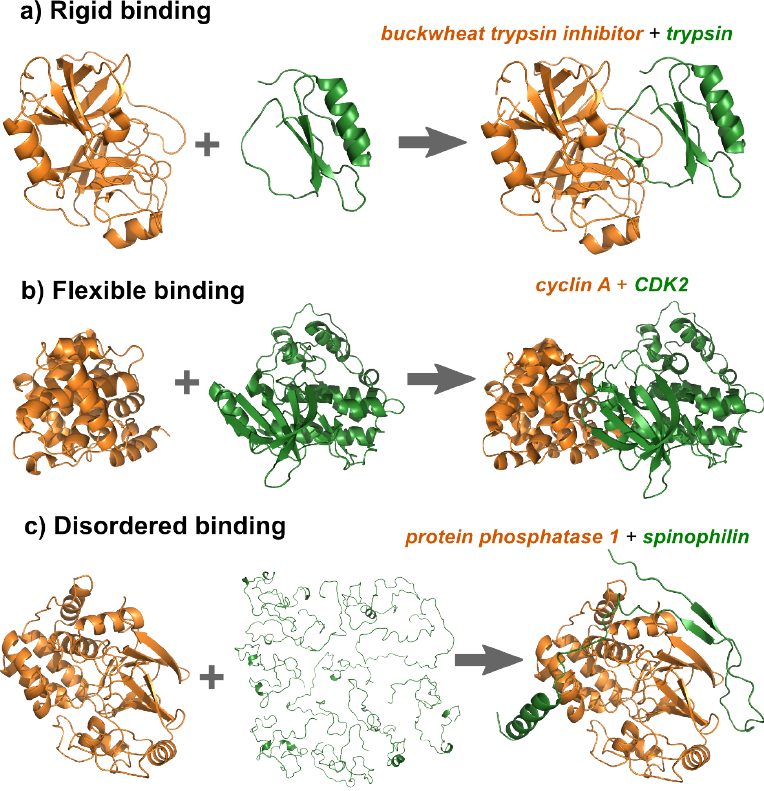 a) Rigid binding
buckwheat trypsin inhibitor + trypsin
+
b) Flexible binding
cyclin A + CDK2
+
c) Disordered binding
protein phosphatase 1 + spinophilin
+